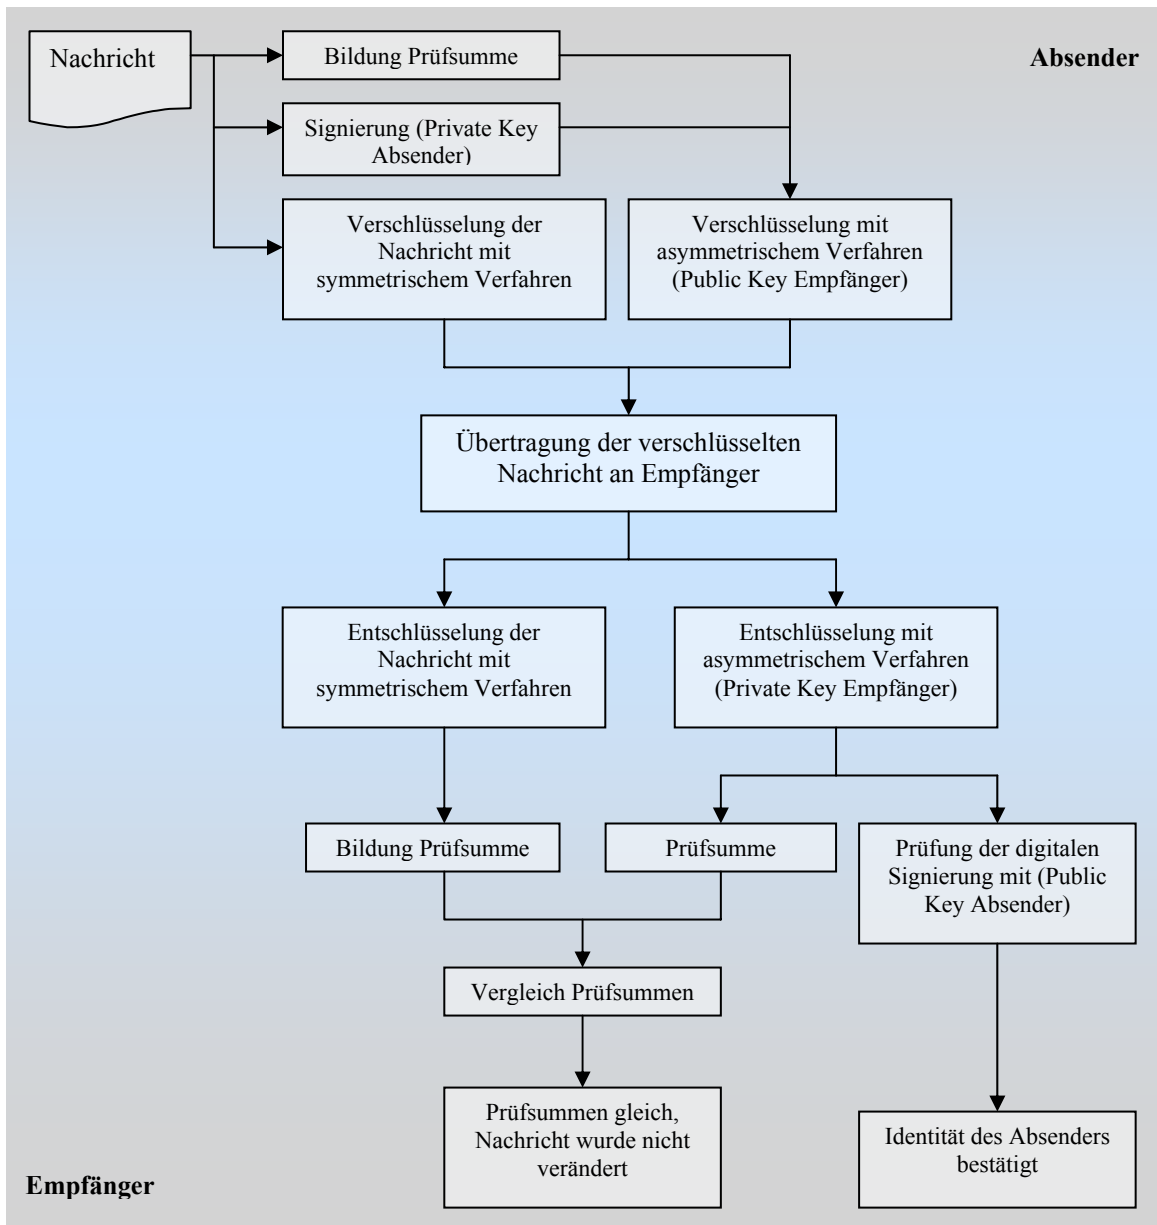 Nachricht
Bildung Prüfsumme
Absender
Signierung (Private Key
Absender)
Verschlüsselung der
Nachricht mit
symmetrischem Verfahren
Verschlüsselung mit
asymmetrischem Verfahren
(Public Key Empfänger)
Übertragung der verschlüsselten
Nachricht an Empfänger
Entschlüsselung der
Nachricht mit
symmetrischem Verfahren
Entschlüsselung mit
asymmetrischem Verfahren
(Private Key Empfänger)
Bildung Prüfsumme
Prüfsumme
Prüfung der digitalen
Signierung mit (Public
Key Absender)
Vergleich Prüfsummen
Prüfsummen gleich,
Nachricht wurde nicht
verändert
Identität des Absenders
bestätigt
Empfänger